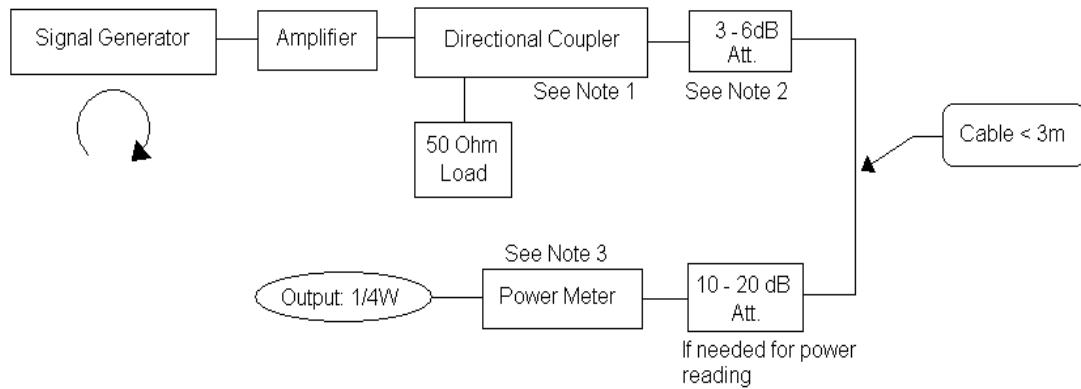 Signal Generator
Amplifier
Directional Coupler
3 - 6dB
Att.
See Note 1
See Note 2
50 Ohm
Load
Cable < 3m
See Note 3
Output: 1/4W
Power Meter
10 - 20 dB
Att.
If needed for power
reading